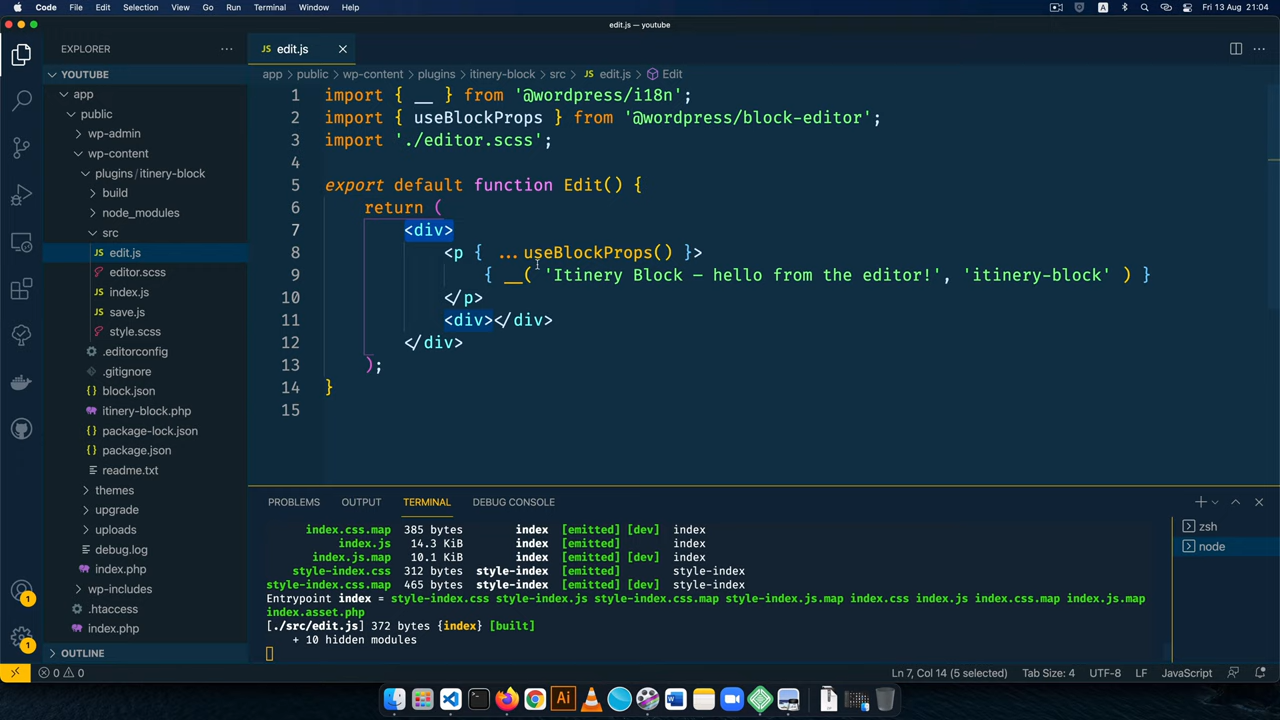 Code File Edit Selection View Go Run Terminal Window Help A Fri 13 Aug 21:04
edit.js — youtube
EXPLORER ···
JS edit.js ×
YOUTUBE
app > public > wp-content > plugins > itinery-block > src > JS edit.js > Edit
app
public
wp-admin
wp-content
plugins/itinery-block
build
node_modules
src
edit.js
editor.scss
JS index.js
JS save.js
style.scss
.editorconfig
.gitignore
{} block.json
itinery-block.php
{} package-lock.json
{} package.json
readme.txt
themes
upgrade
uploads
debug.log
index.php
wp-includes
.htaccess
index.php
OUTLINE
1 import { __ } from '@wordpress/i18n';
2 import { useBlockProps } from '@wordpress/block-editor';
3 import './editor.scss';
4
5 export default function Edit() {
6 return (
7 <div>
8 <p { ...useBlockProps() }>
9 { __( 'Itinery Block – hello from the editor!', 'itinery-block' ) }
10 </p>
11 <div></div>
12 </div>
13 );
14 }
15
PROBLEMS OUTPUT TERMINAL DEBUG CONSOLE
index.css.map 385 bytes index [emitted] [dev] index
index.js 14.3 KiB index [emitted] index
index.js.map 10.1 KiB index [emitted] [dev] index
style-index.css 312 bytes style-index [emitted] style-index
style-index.css.map 465 bytes style-index [emitted] [dev] style-index
Entrypoint index = style-index.css style-index.js style-index.css.map style-index.js.map index.css index.js index.css.map index.js.map
index.asset.php
[./src/edit.js] 372 bytes {index} [built]
+ 10 hidden modules
zsh
node
1
1
0 0 Ln 7, Col 14 (5 selected) Tab Size: 4 UTF-8 LF JavaScript
Ai